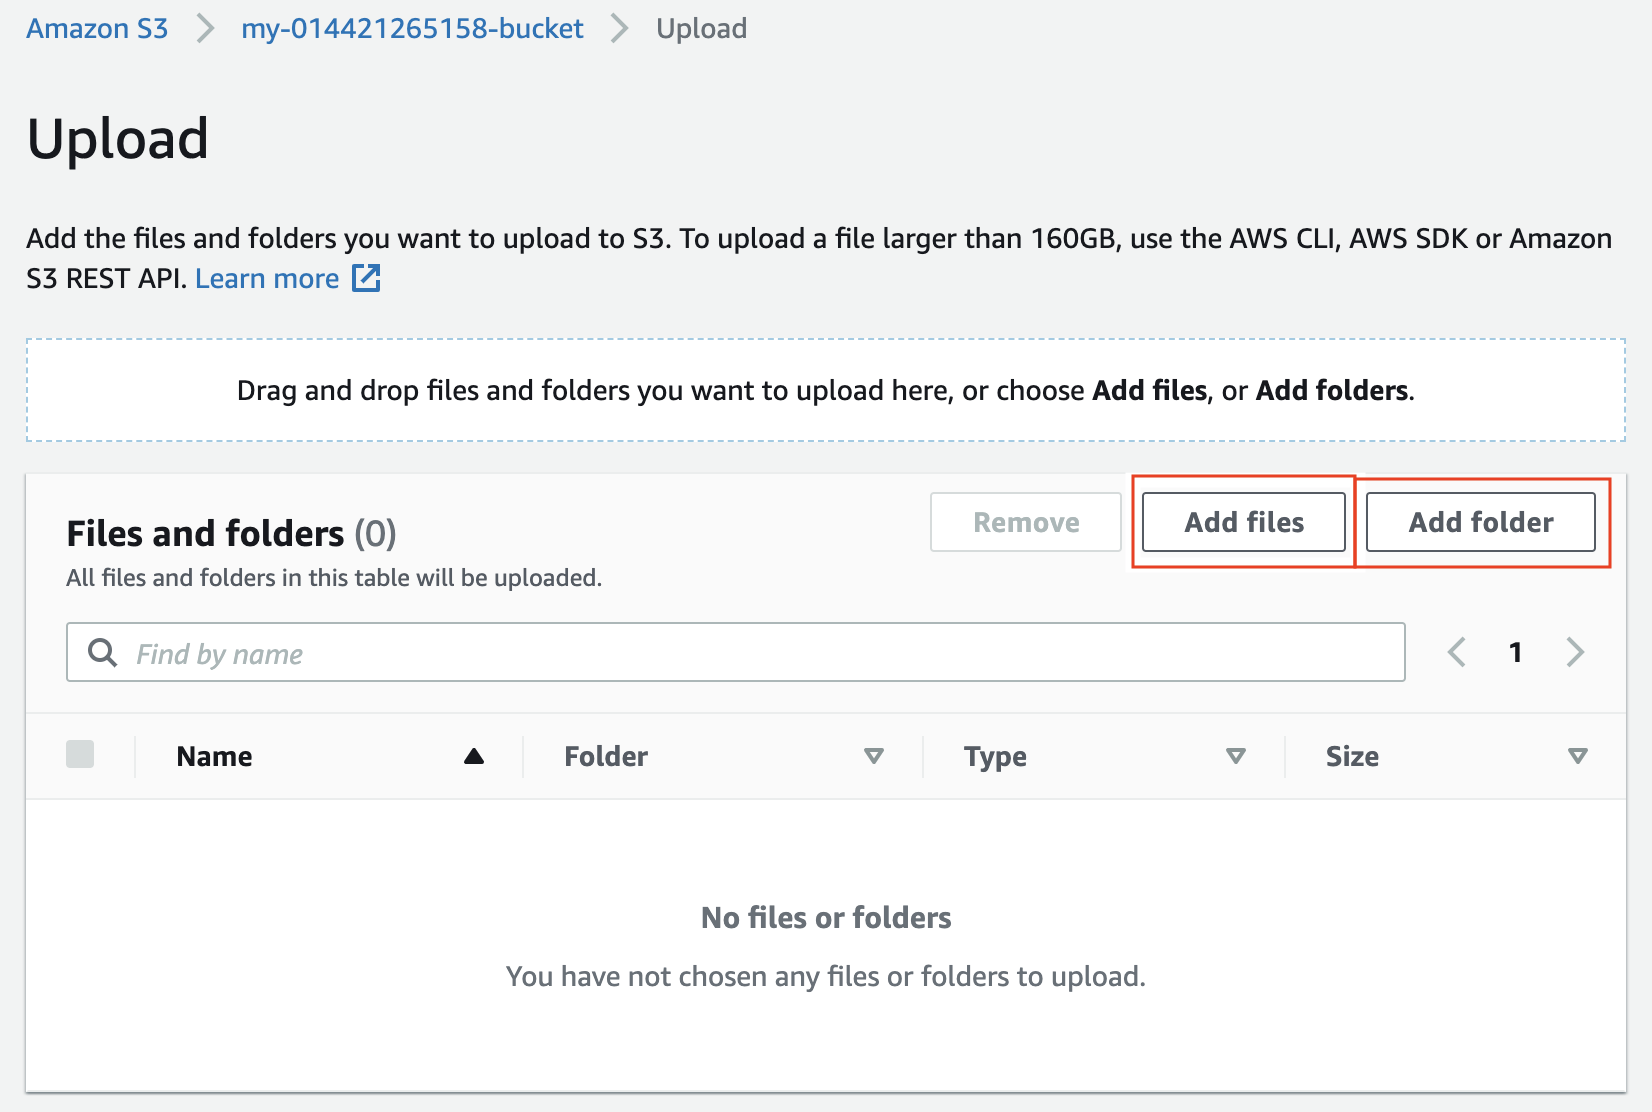 Amazon S3 my-014421265158-bucket Upload
Upload
Add the files and folders you want to upload to S3. To upload a file larger than 160GB, use the AWS CLI, AWS SDK or Amazon
S3 REST API. Learn more
Drag and drop files and folders you want to upload here, or choose Add files, or Add folders.
Files and folders (0)
Remove Add files Add folder
All files and folders in this table will be uploaded.
Find by name 1
Name Folder Type Size
No files or folders
You have not chosen any files or folders to upload.